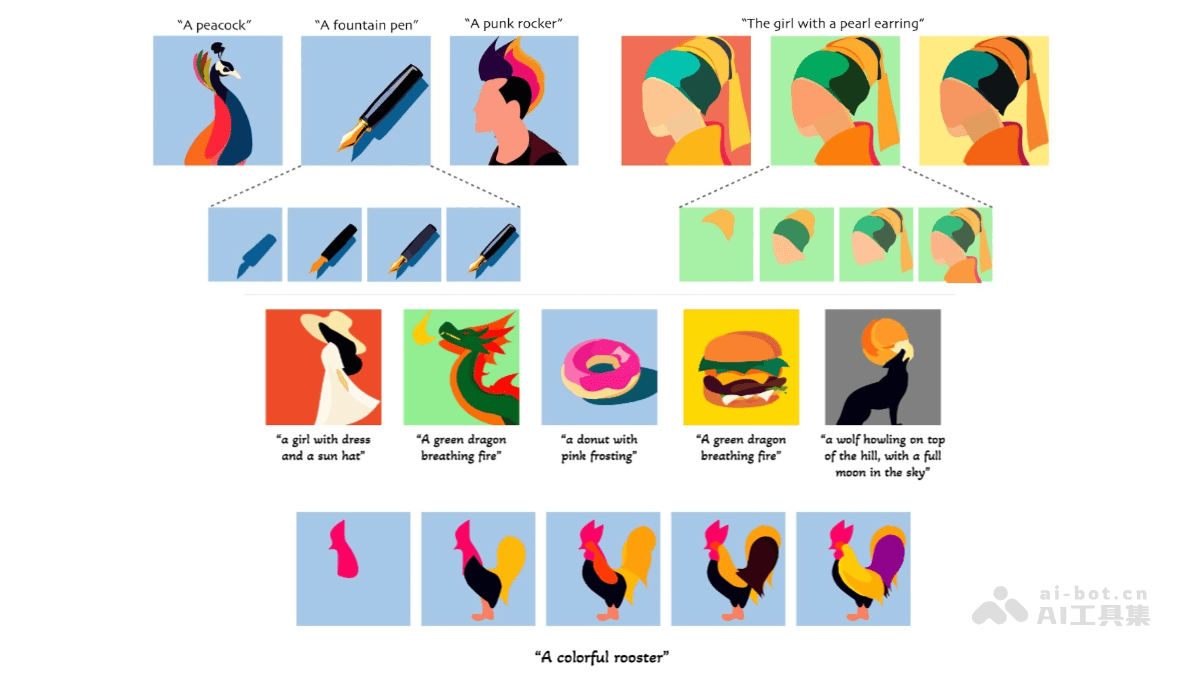 “A peacock”
“A fountain pen”
“A punk rocker”
“The girl with a pearl earring”
“a girl with dress
and a sun hat”
“A green dragon
breathing fire”
“a donut with
pink frosting”
“A green dragon
breathing fire”
“a wolf howling on top
of the hill, with a full
moon in the sky”
“A colorful rooster”
ai-bot.cn
AI工具集